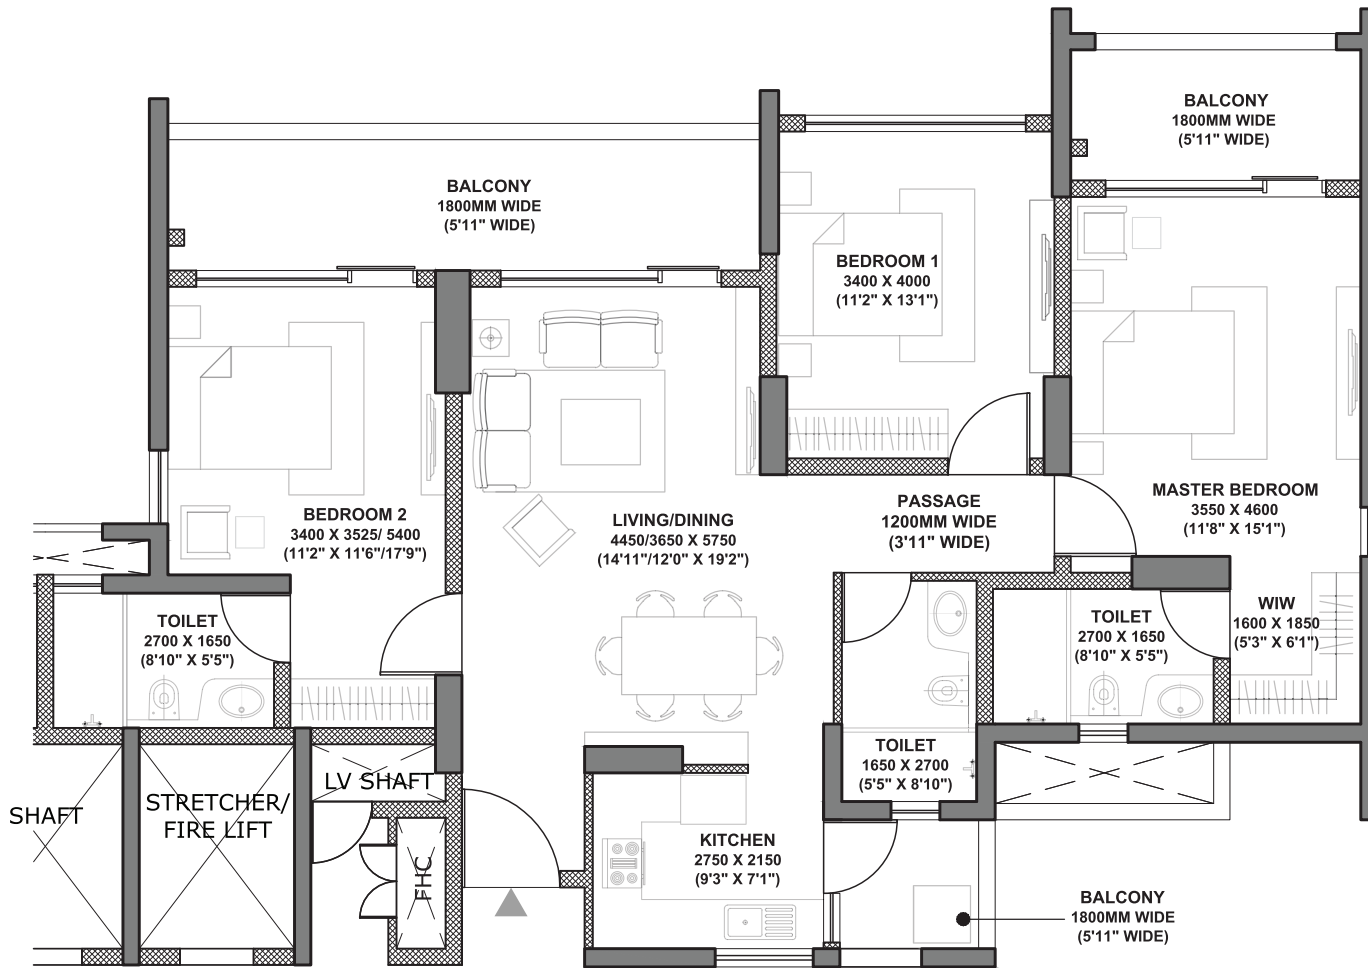 BALCONY
1800MM WIDE
(5'11" WIDE)
BALCONY
1800MM WIDE
(5'11" WIDE)
BEDROOM 1
3400 X 4000
(11'2" X 13'1")
BEDROOM 2
3400 X 3525/ 5400
(11'2" X 11'6"/17'9")
LIVING/DINING
4450/3650 X 5750
(14'11"/12'0" X 19'2")
PASSAGE
1200MM WIDE
(3'11" WIDE)
MASTER BEDROOM
3550 X 4600
(11'8" X 15'1")
TOILET
2700 X 1650
(8'10" X 5'5")
TOILET
2700 X 1650
(8'10" X 5'5")
WIW
1600 X 1850
(5'3" X 6'1")
TOILET
1650 X 2700
(5'5" X 8'10")
SHAFT
STRETCHER/
FIRE LIFT
LV SHAFT
FHC
KITCHEN
2750 X 2150
(9'3" X 7'1")
BALCONY
1800MM WIDE
(5'11" WIDE)